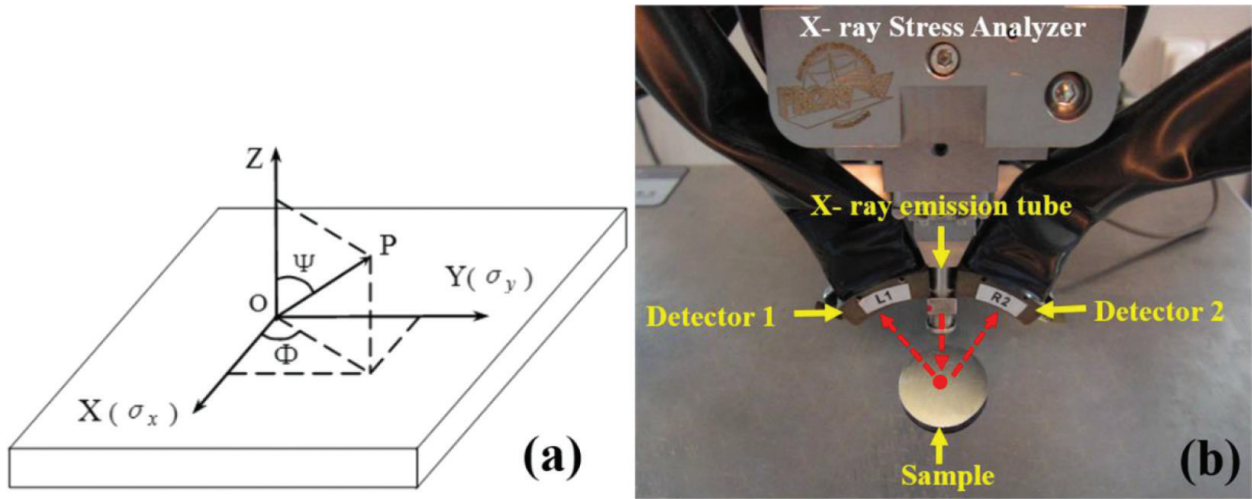 Z
P
Ψ
O
Y(σy)
Φ
X(σx)
(a)
X- ray Stress Analyzer
X- ray emission tube
L1
R2
Detector 1
Detector 2
Sample
(b)